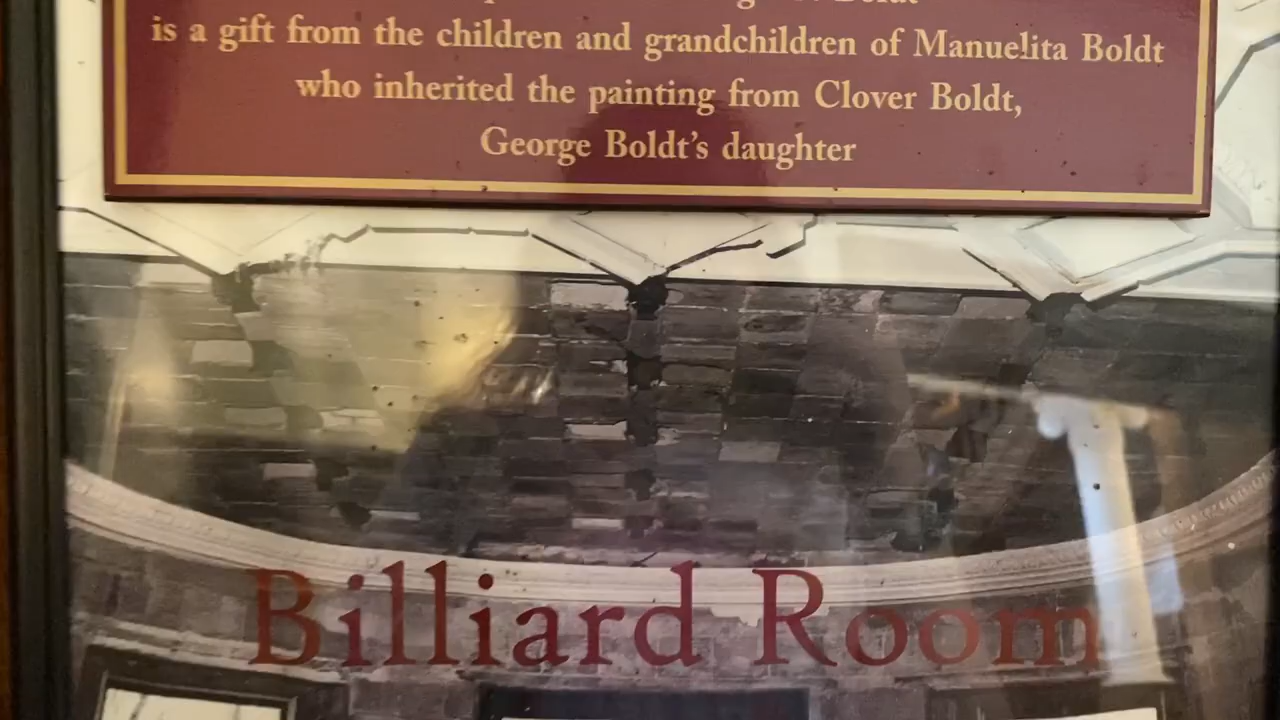 Boldt
is a gift from the children and grandchildren of Manuelita Boldt
who inherited the painting from Clover Boldt,
George Boldt's daughter
Billiard Room